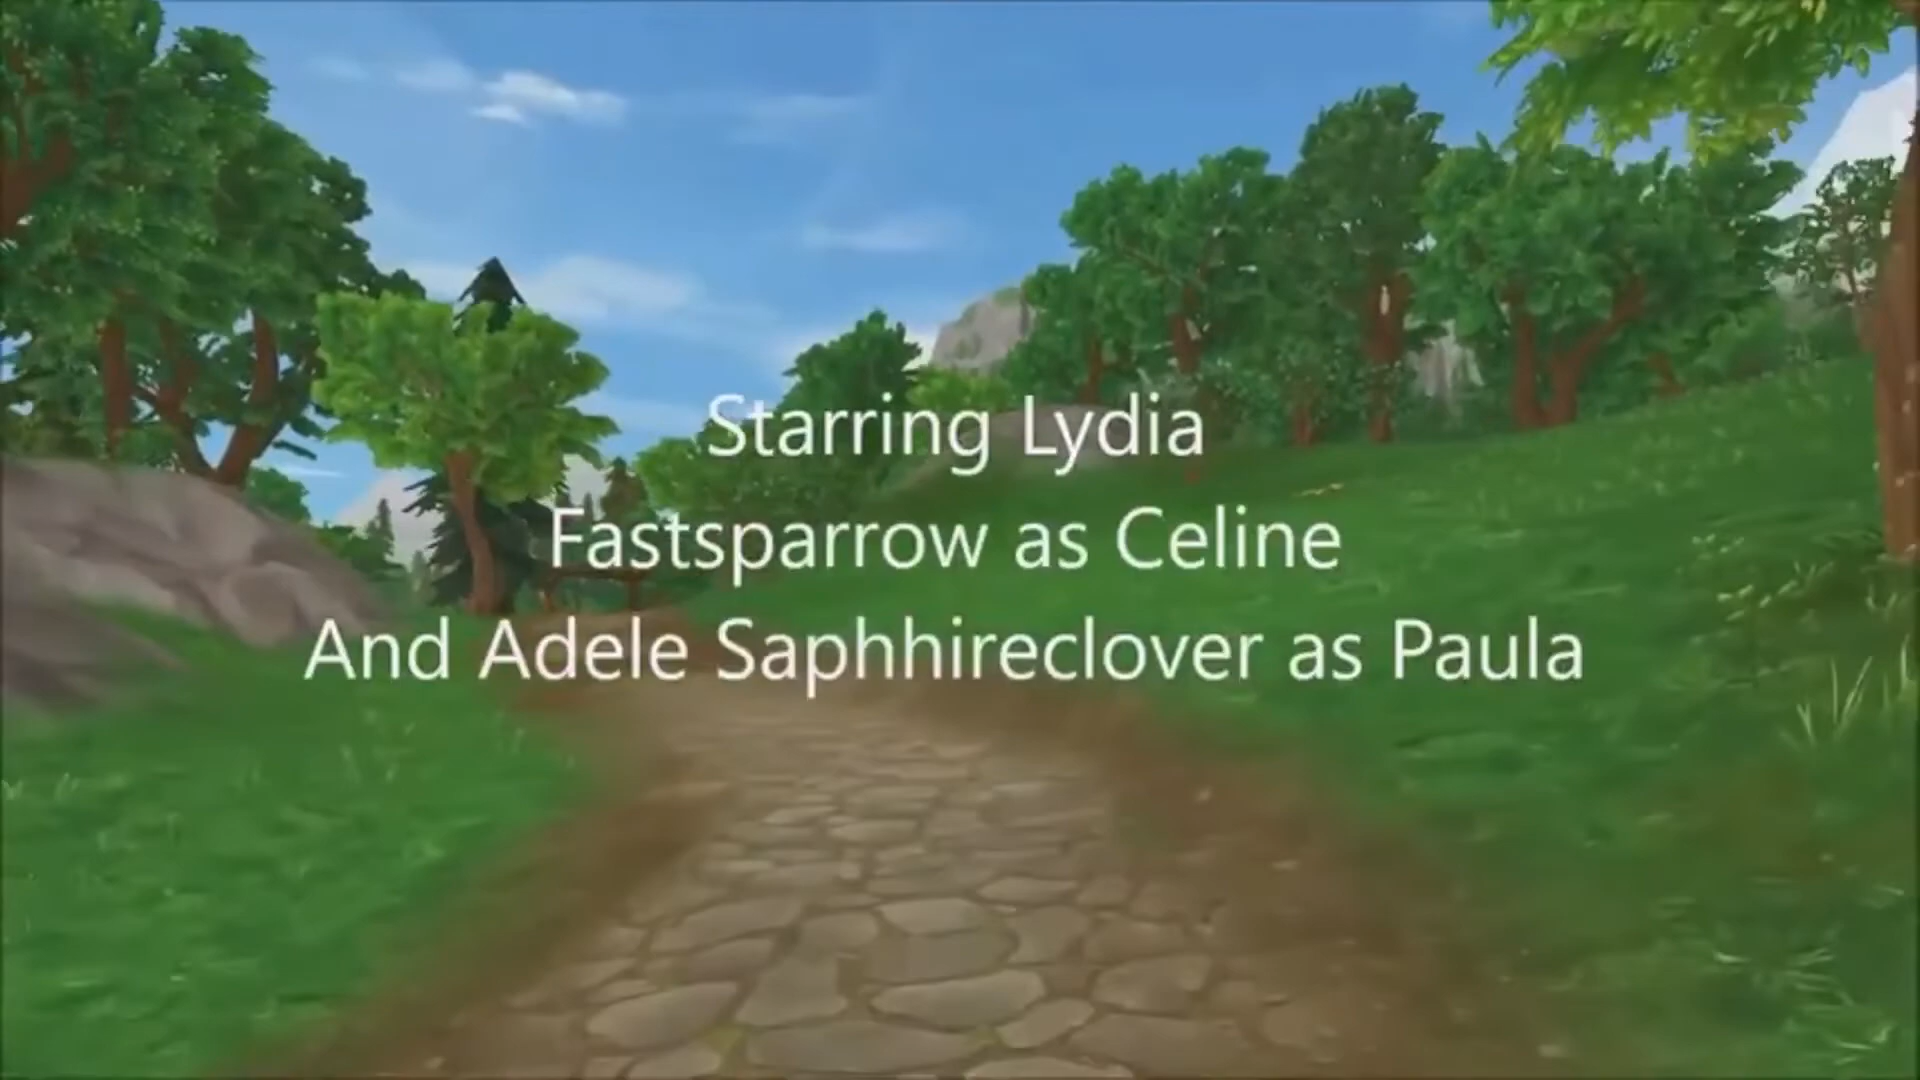 Starring Lydia
Fastsparrow as Celine
And Adele Saphhireclover as Paula